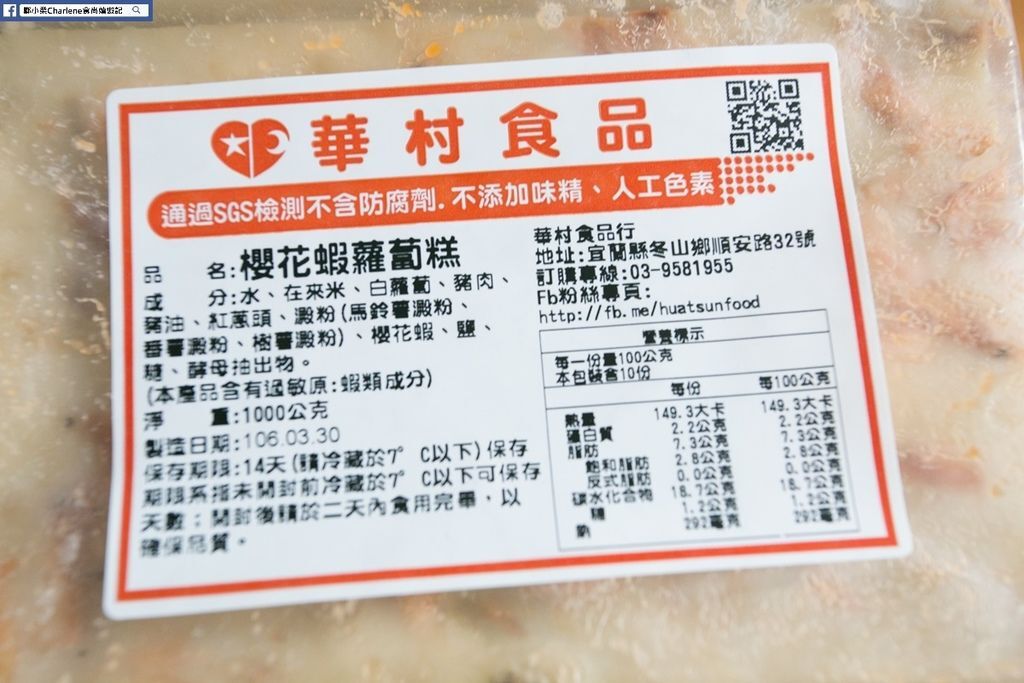 鄭小柔Charlene食尚嬉遊記
華村食品
通過SGS檢測不含防腐劑.不添加味精、人工色素
品 名:櫻花蝦蘿蔔糕
成 分:水、在來米、白蘿蔔、豬肉、
豬油、紅蔥頭、澱粉(馬鈴薯澱粉、
番薯澱粉、樹薯澱粉)、櫻花蝦、鹽、
糖、酵母抽出物。
(本產品含有過敏原:蝦類成分)
淨 重:1000公克
製造日期:106.03.30
保存期限:14天(請冷藏於7° C以下)保存
期限系指未開封前冷藏於7° C以下可保存
天數;開封後請於二天內食用完畢,以
確保品質。
華村食品行
地址:宜蘭縣冬山鄉順安路32號
訂購專線:03-9581955
Fb粉絲專頁:
http://fb.me/huatsunfood
營養標示
每一份量100公克
本包裝含10份
每份 每100公克
熱量 149.3大卡 149.3大卡
蛋白質 2.2公克 2.2公克
脂肪 7.3公克 7.3公克
飽和脂肪 2.8公克 2.8公克
反式脂肪 0.0公克 0.0公克
碳水化合物 18.7公克 18.7公克
糖 1.2公克 1.2公克
鈉 292毫克 292毫克